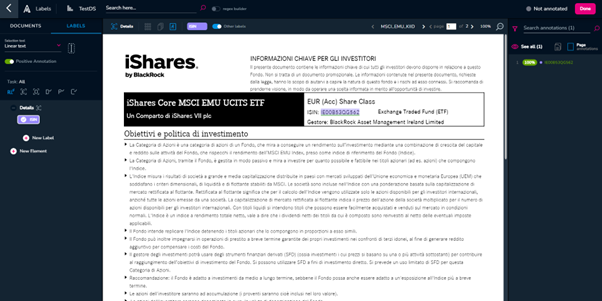 Labels
TestDS
Search here...
regex builder
Not annotated
Done
DOCUMENTS
LABELS
Details
Edit
Other labels
MSCI_EMU_KIID
page
of 2
100%
Search annotations (1)
Selection tool
Linear text
Positive Annotation
See all (1)
Page annotations
Task: All
100%
Details
New Label
New Element
iShares.
by BlackRock
INFORMAZIONI CHIAVE PER GLI INVESTITORI
Il presente documento contiene le informazioni chiave di cui tutti gli investitori devono disporre in relazione a questo
Fondo. Non si tratta di un documento promozionale. Le informazioni contenute nel presente documento, richieste
dalla legge, hanno lo scopo di aiutarvi a capire la natura di questo fondo e i rischi ad esso connessi. Si raccomanda di
prenderne visione, in modo da operare una scelta informata in merito all'opportunità di investire.
iShares Core MSCI EMU UCITS ETF
Un Comparto di iShares VII plc
EUR (Acc) Share Class
ISIN: IE00B53QG562 Exchange Traded Fund (ETF)
Gestore: BlackRock Asset Management Ireland Limited
Obiettivi e politica di investimento
La Categoria di Azioni è una categoria di azioni di un Fondo, che mira a conseguire un rendimento sull'investimento mediante una combinazione di crescita del capitale
e reddito sulle attività del Fondo, che rispecchi il rendimento dell'MSCI EMU Index, preso come indice di riferimento del Fondo (Indice).
La Categoria di Azioni, tramite il Fondo, è gestita in modo passivo e mira a investire per quanto possibile e fattibile nei titoli azionari (ad es. azioni) che compongono
l'Indice.
L'Indice misura i risultati di società a grande e media capitalizzazione distribuite in paesi con mercati sviluppati dell'Unione economica e monetaria Europea (UEM) che
soddisfano i criteri dimensionali, di liquidità e di flottante stabiliti da MSCI. Le società sono incluse nell'Indice con una ponderazione basata sulla capitalizzazione di
mercato rettificata al flottante. Rettificata al flottante significa che per il calcolo dell'Indice vengono utilizzate solo le azioni disponibili per gli investitori internazionali,
anziché tutte le azioni emesse da una società. La capitalizzazione di mercato rettificata al flottante indica il prezzo dell'azione della società moltiplicato per il numero di
azioni disponibili per gli investitori internazionali. Con titoli liquidi si intendono titoli che possono essere facilmente acquistati e venduti sul mercato in condizioni
normali. L'Indice è un indice a rendimento totale netto, vale a dire che i dividendi netti dei titoli da cui è composto sono reinvestiti al netto delle eventuali imposte
applicabili.
Il Fondo intende replicare l'Indice detenendo i titoli azionari che lo compongono in proporzioni a esso simili.
Il Fondo può inoltre impegnarsi in operazioni di prestito a breve termine garantite dei propri investimenti nei confronti di terzi idonei, al fine di generare reddito
aggiuntivo per compensare i costi del Fondo.
Il gestore degli investimenti potrà usare degli strumenti finanziari derivati (SFD) (ossia investimenti i cui prezzi si basano su una o più attività sottostanti) per contribuire
al raggiungimento dell'obiettivo di investimento del Fondo. Si possono utilizzare SFD a fini di investimento diretto. Si prevede un uso limitato di SFD per questa
Categoria di Azioni.
Raccomandazione: il Fondo è adatto a investimenti di medio e lungo termine, sebbene il Fondo possa anche essere adatto a un'esposizione all'Indice più a breve
termine.
Le azioni dell'investitore saranno ad accumulazione (i proventi saranno cioè inclusi nel loro valore).